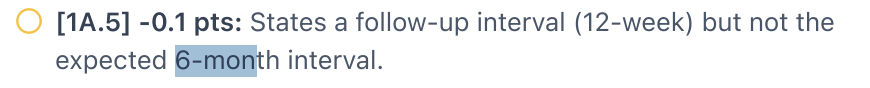 [1A.5] -0.1 pts: States a follow-up interval (12-week) but not the
expected 6-month interval.